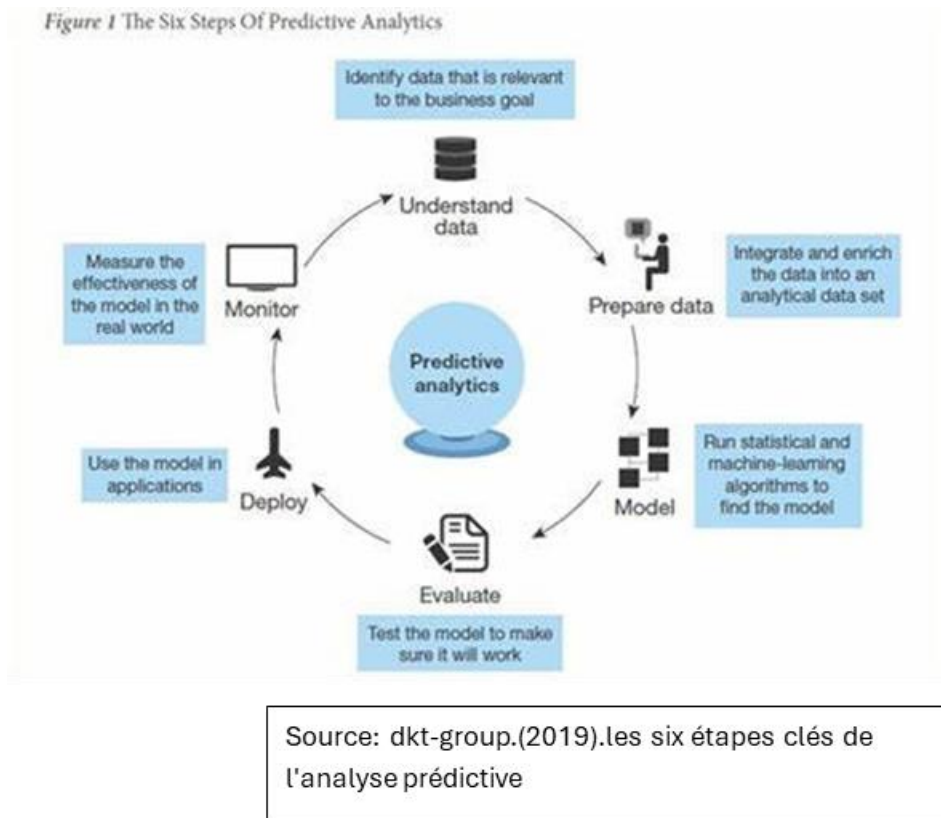 Figure 1 The Six Steps Of Predictive Analytics
Identify data that is relevant
to the business goal
Understand
data
Prepare data
Integrate and enrich
the data into an
analytical data set
Model
Run statistical and
machine-learning
algorithms to
find the model
Evaluate
Test the model to make
sure it will work
Deploy
Use the model in
applications
Monitor
Measure the
effectiveness of
the model in the
real world
Predictive
analytics
Source: dkt-group.(2019).les six étapes clés de
l'analyse prédictive